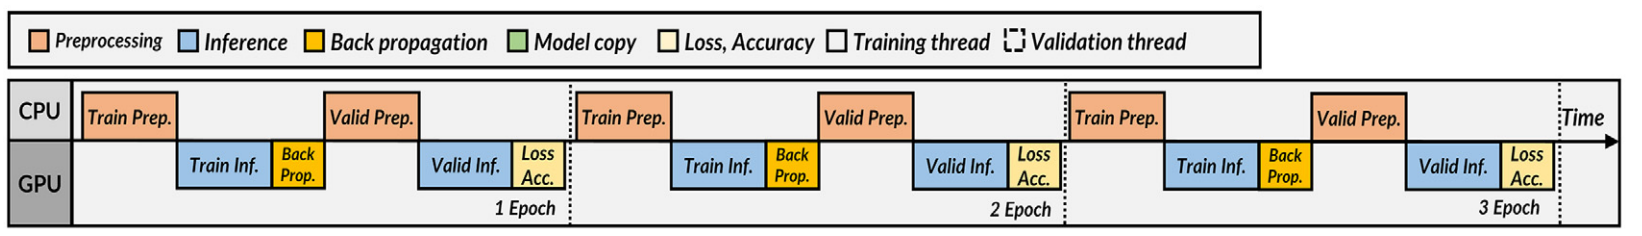 Preprocessing Inference Back propagation Model copy Loss, Accuracy Training thread Validation thread
CPU
Train Prep. Valid Prep. Train Prep. Valid Prep. Train Prep. Valid Prep. Time
GPU
Train Inf. Back Prop. Valid Inf. Loss Acc. Train Inf. Back Prop. Valid Inf. Loss Acc. Train Inf. Back Prop. Valid Inf. Loss Acc.
1 Epoch 2 Epoch 3 Epoch